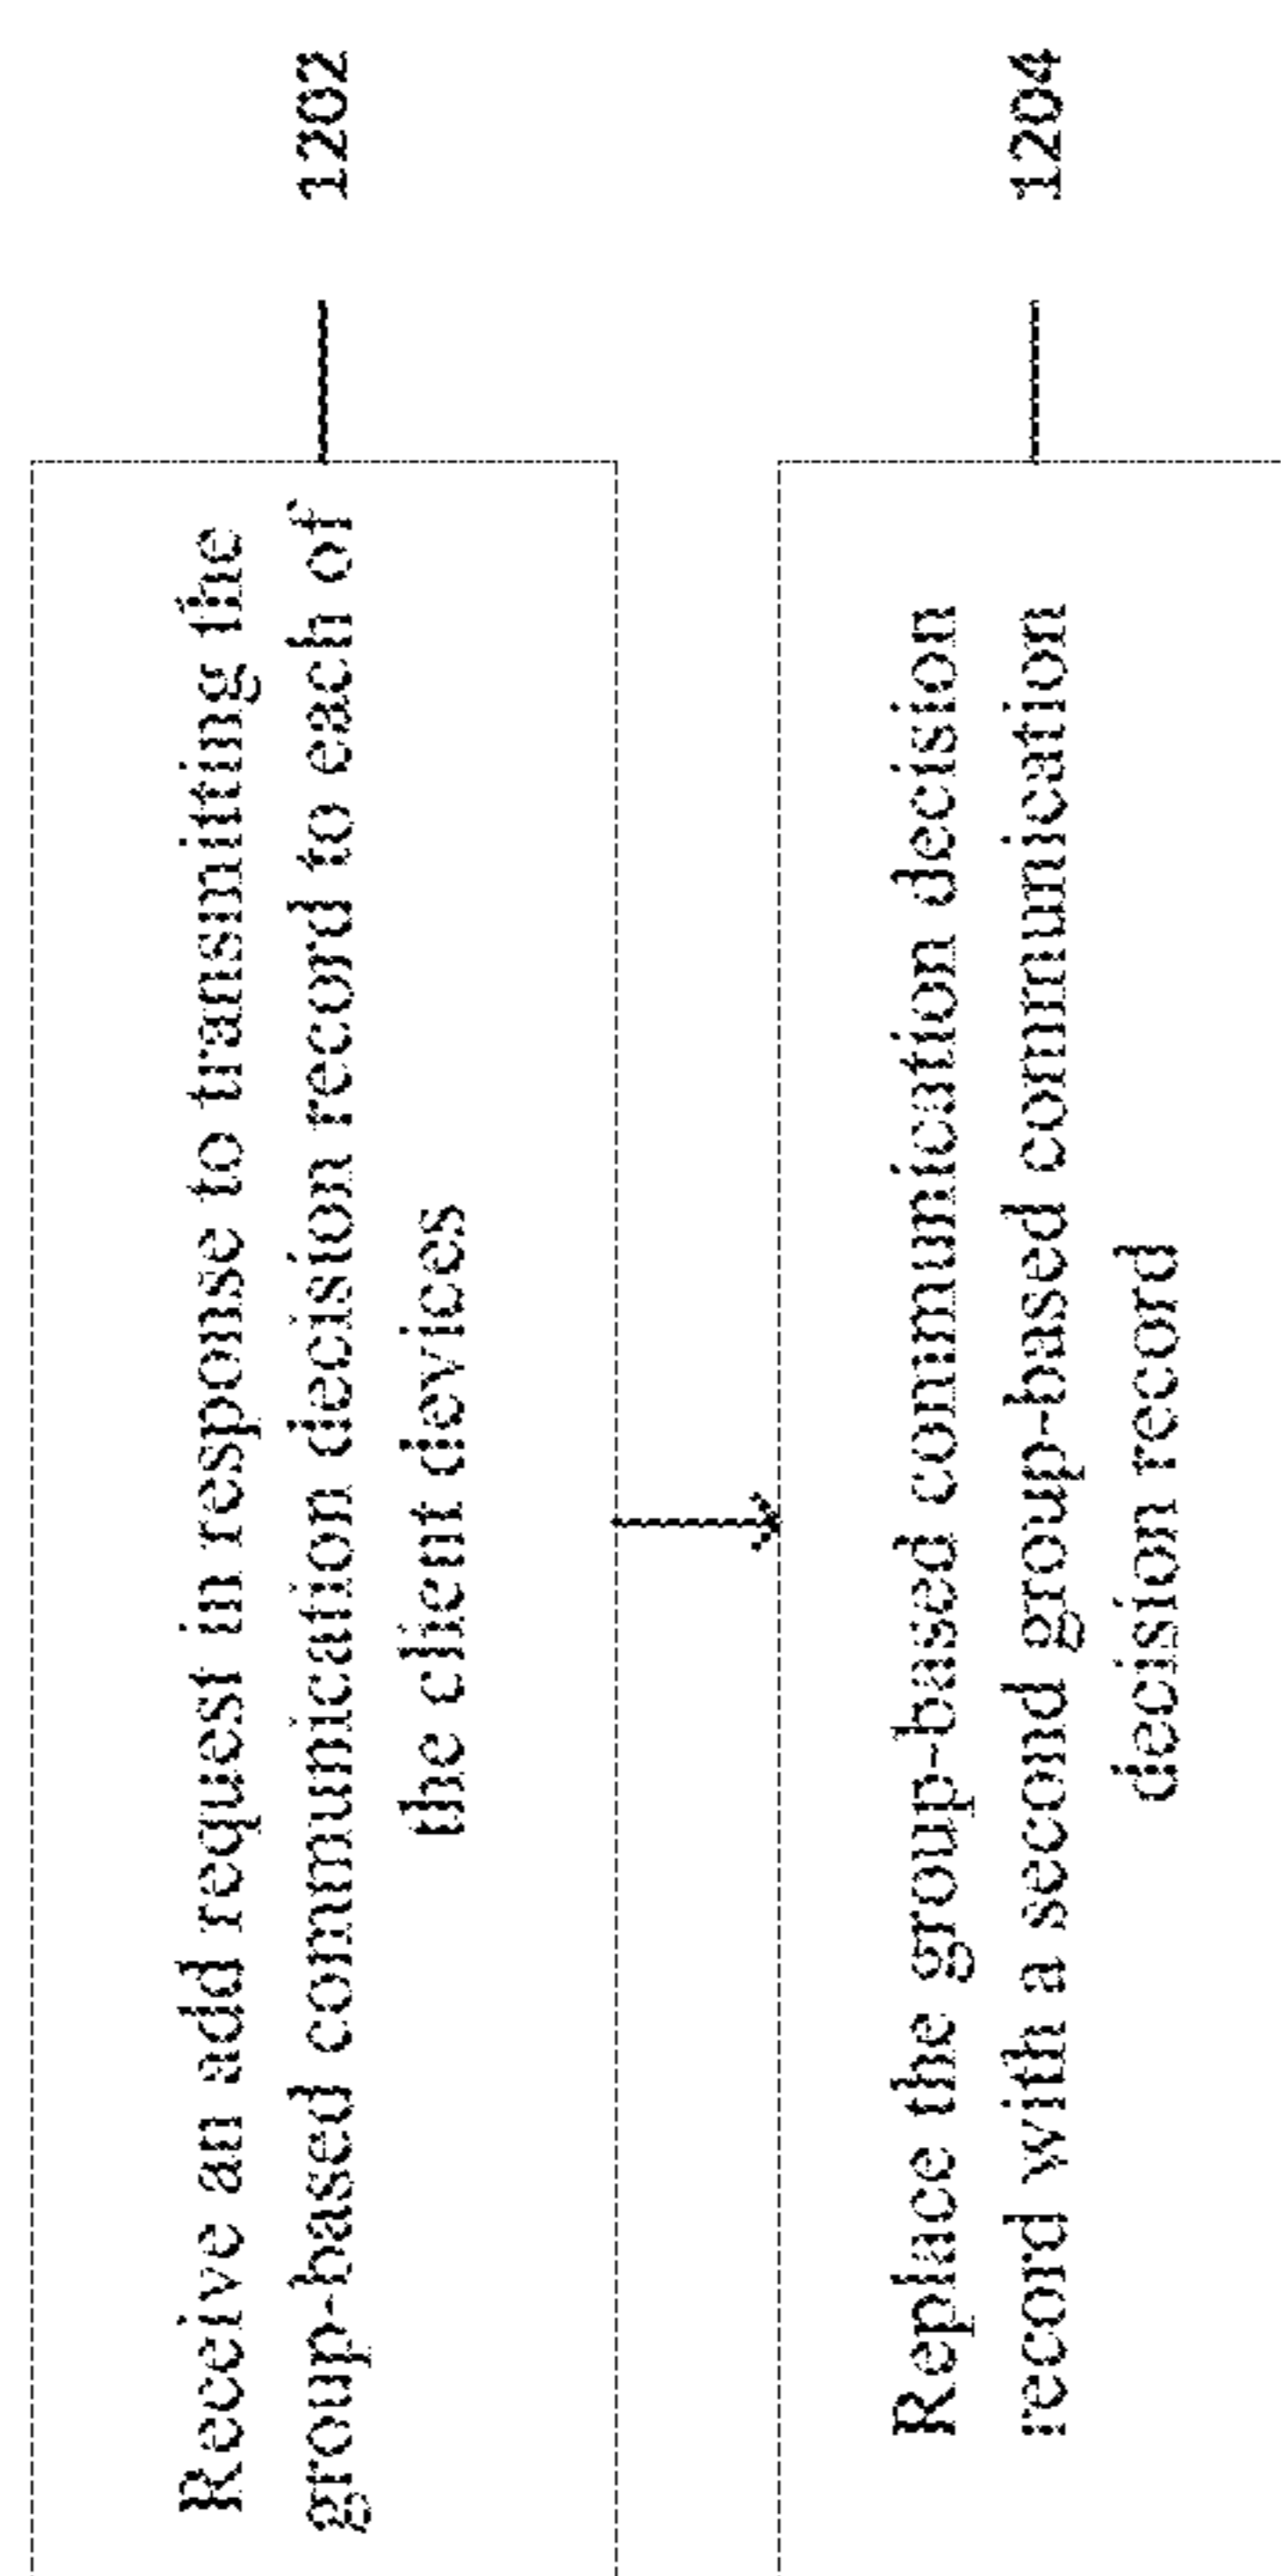 Receive an add request in response to transmitting the
group-based communication decision record to each of
the client devices
1202
Replace the group-based communication decision
record with a second group-based communication
decision record
1204